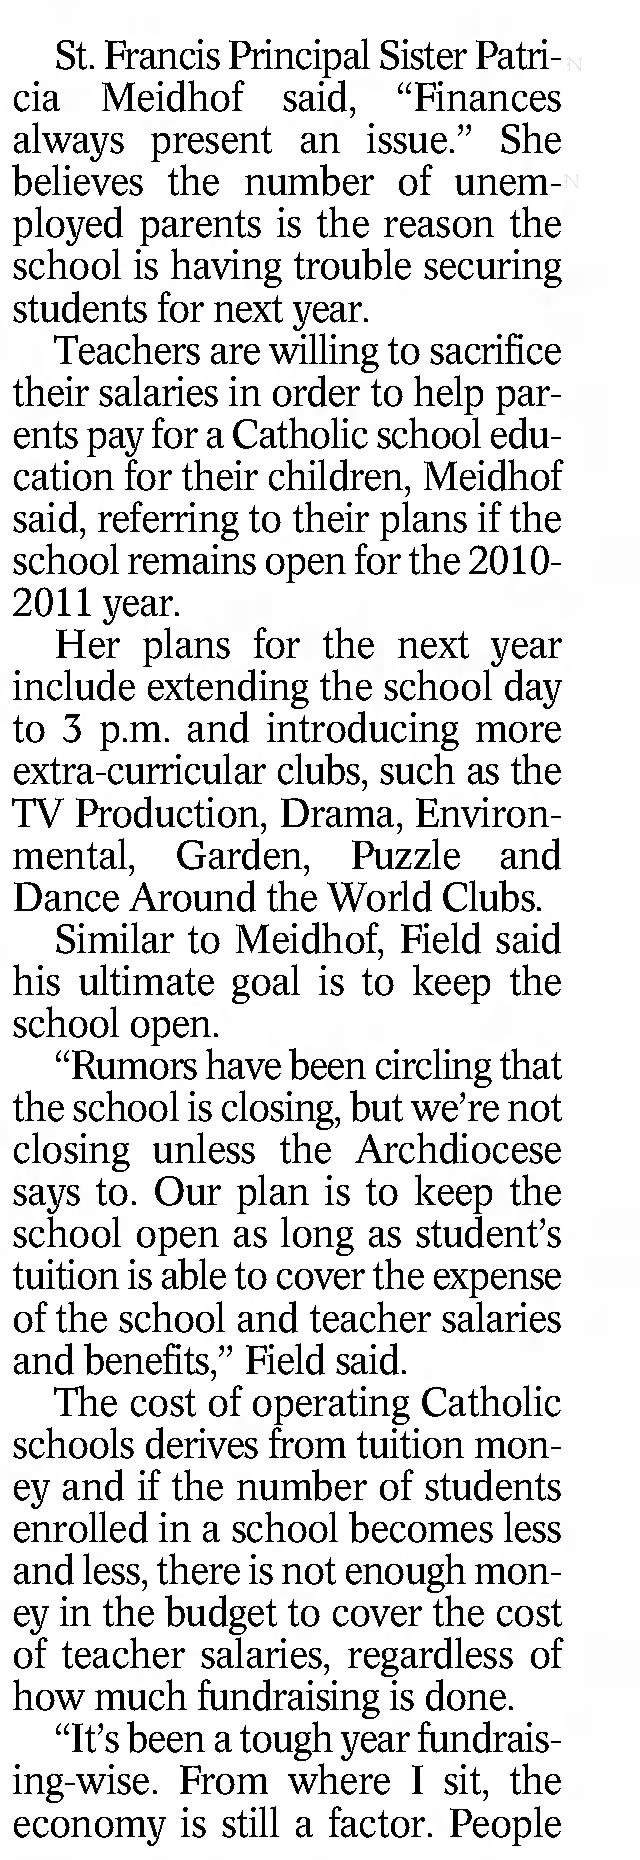 St. Francis Principal Sister Patri-
cia Meidhof said, “Finances
always present an issue.” She
believes the number of unem-
ployed parents is the reason the
school is having trouble securing
students for next year.
Teachers are willing to sacrifice
their salaries in order to help par-
ents pay for a Catholic school edu-
cation for their children, Meidhof
said, referring to their plans if the
school remains open for the 2010-
2011 year.
Her plans for the next year
include extending the school day
to 3 p.m. and introducing more
extra-curricular clubs, such as the
TV Production, Drama, Environ-
mental, Garden, Puzzle and
Dance Around the World Clubs.
Similar to Meidhof, Field said
his ultimate goal is to keep the
school open.
“Rumors have been circling that
the school is closing, but we’re not
closing unless the Archdiocese
says to. Our plan is to keep the
school open as long as student’s
tuition is able to cover the expense
of the school and teacher salaries
and benefits,” Field said.
The cost of operating Catholic
schools derives from tuition mon-
ey and if the number of students
enrolled in a school becomes less
and less, there is not enough mon-
ey in the budget to cover the cost
of teacher salaries, regardless of
how much fundraising is done.
“It’s been a tough year fundrais-
ing-wise. From where I sit, the
economy is still a factor. People